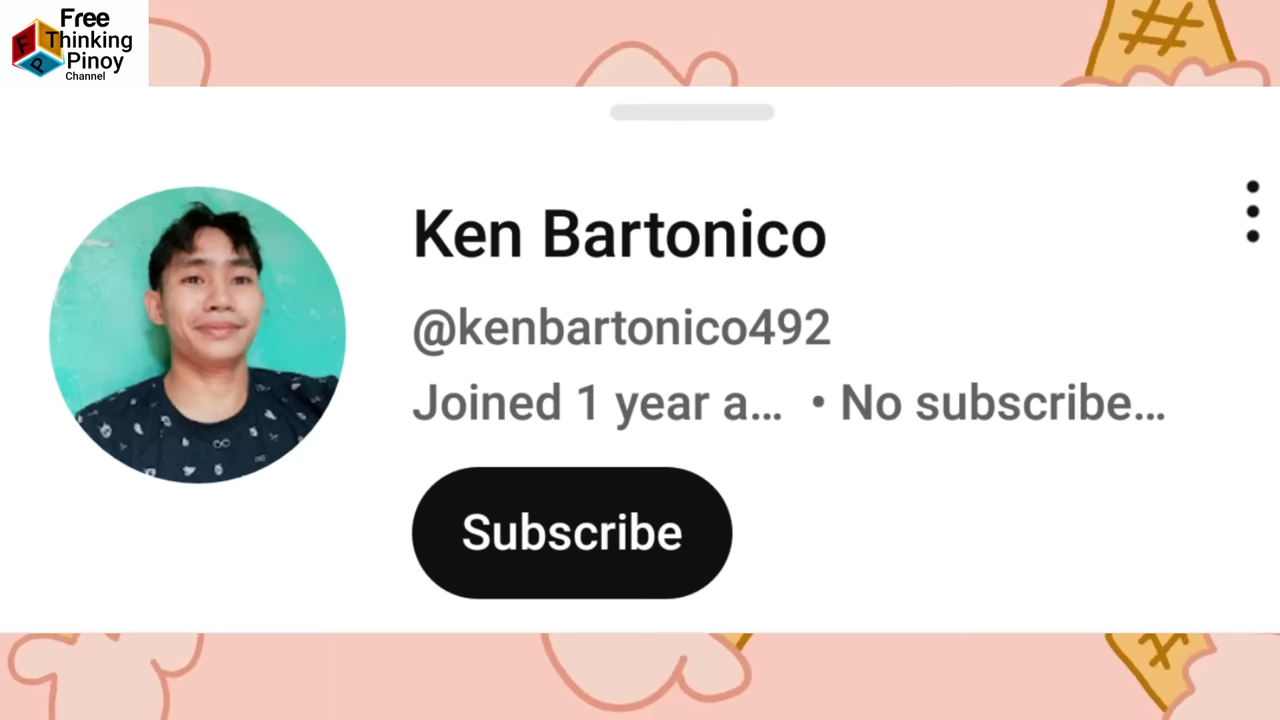 Free
Thinking
Pinoy
Channel
F
P
Ken Bartonico
@kenbartonico492
Joined 1 year a... • No subscribe...
Subscribe